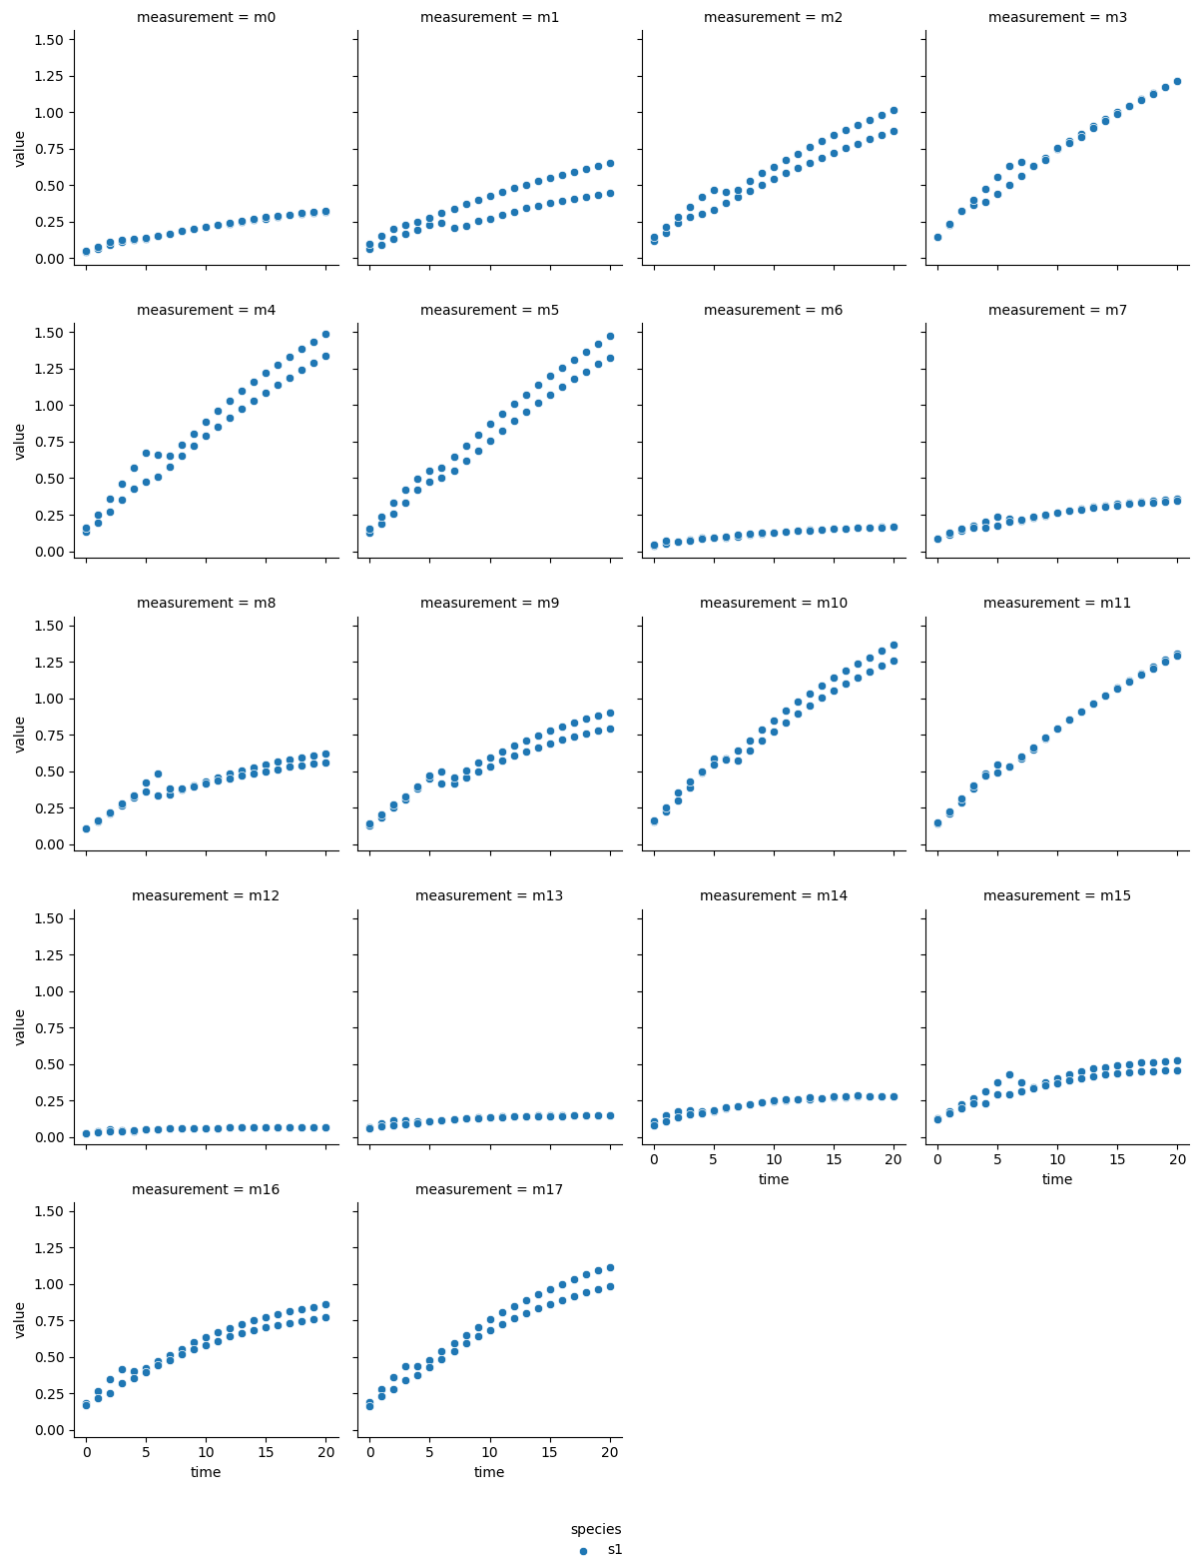 measurement = m0 measurement = m1 measurement = m2 measurement = m3
1.50
1.25
1.00
value
0.75
0.50
0.25
0.00
measurement = m4 measurement = m5 measurement = m6 measurement = m7
1.50
1.25
1.00
value
0.75
0.50
0.25
0.00
measurement = m8 measurement = m9 measurement = m10 measurement = m11
1.50
1.25
1.00
value
0.75
0.50
0.25
0.00
measurement = m12 measurement = m13 measurement = m14 measurement = m15
1.50
1.25
1.00
value
0.75
0.50
0.25
0.00
0 5 10 15 20 0 5 10 15 20
time time
measurement = m16 measurement = m17
1.50
1.25
1.00
value
0.75
0.50
0.25
0.00
0 5 10 15 20 0 5 10 15 20
time time
species
s1